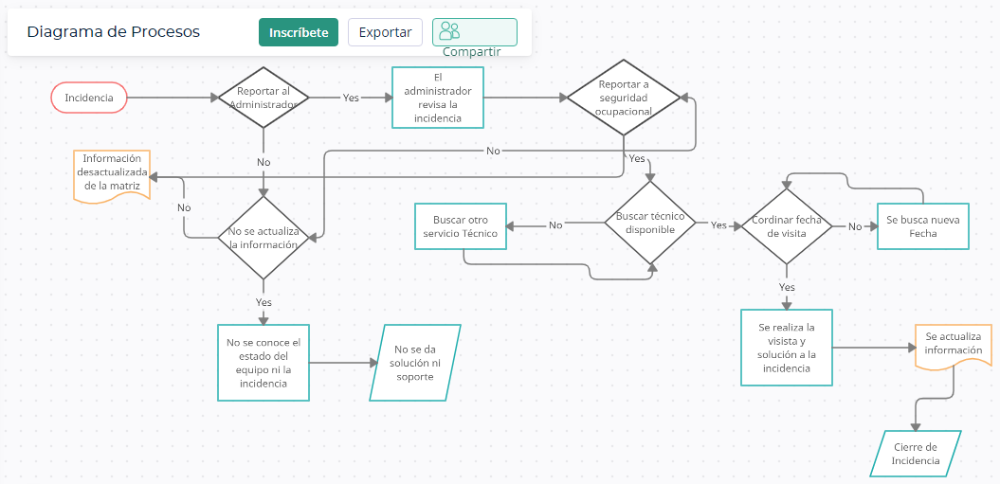 Diagrama de Procesos
Inscríbete
Exportar
Compartir
Incidencia
Reportar al
Administrador
Yes
El
administrador
revisa la
incidencia
Reportar a
seguridad
ocupacional
No
No
Yes
Información
desactualizada
de la matriz
No
No se actualiza
la información
Buscar otro
servicio Técnico
No
Buscar técnico
disponible
Yes
Cordinar fecha
de visita
No
Se busca nueva
Fecha
Yes
Yes
No se conoce el
estado del
equipo ni la
incidencia
No se da
solución ni
soporte
Se realiza la
visista y
solución a la
incidencia
Se actualiza
información
Cierre de
Incidencia